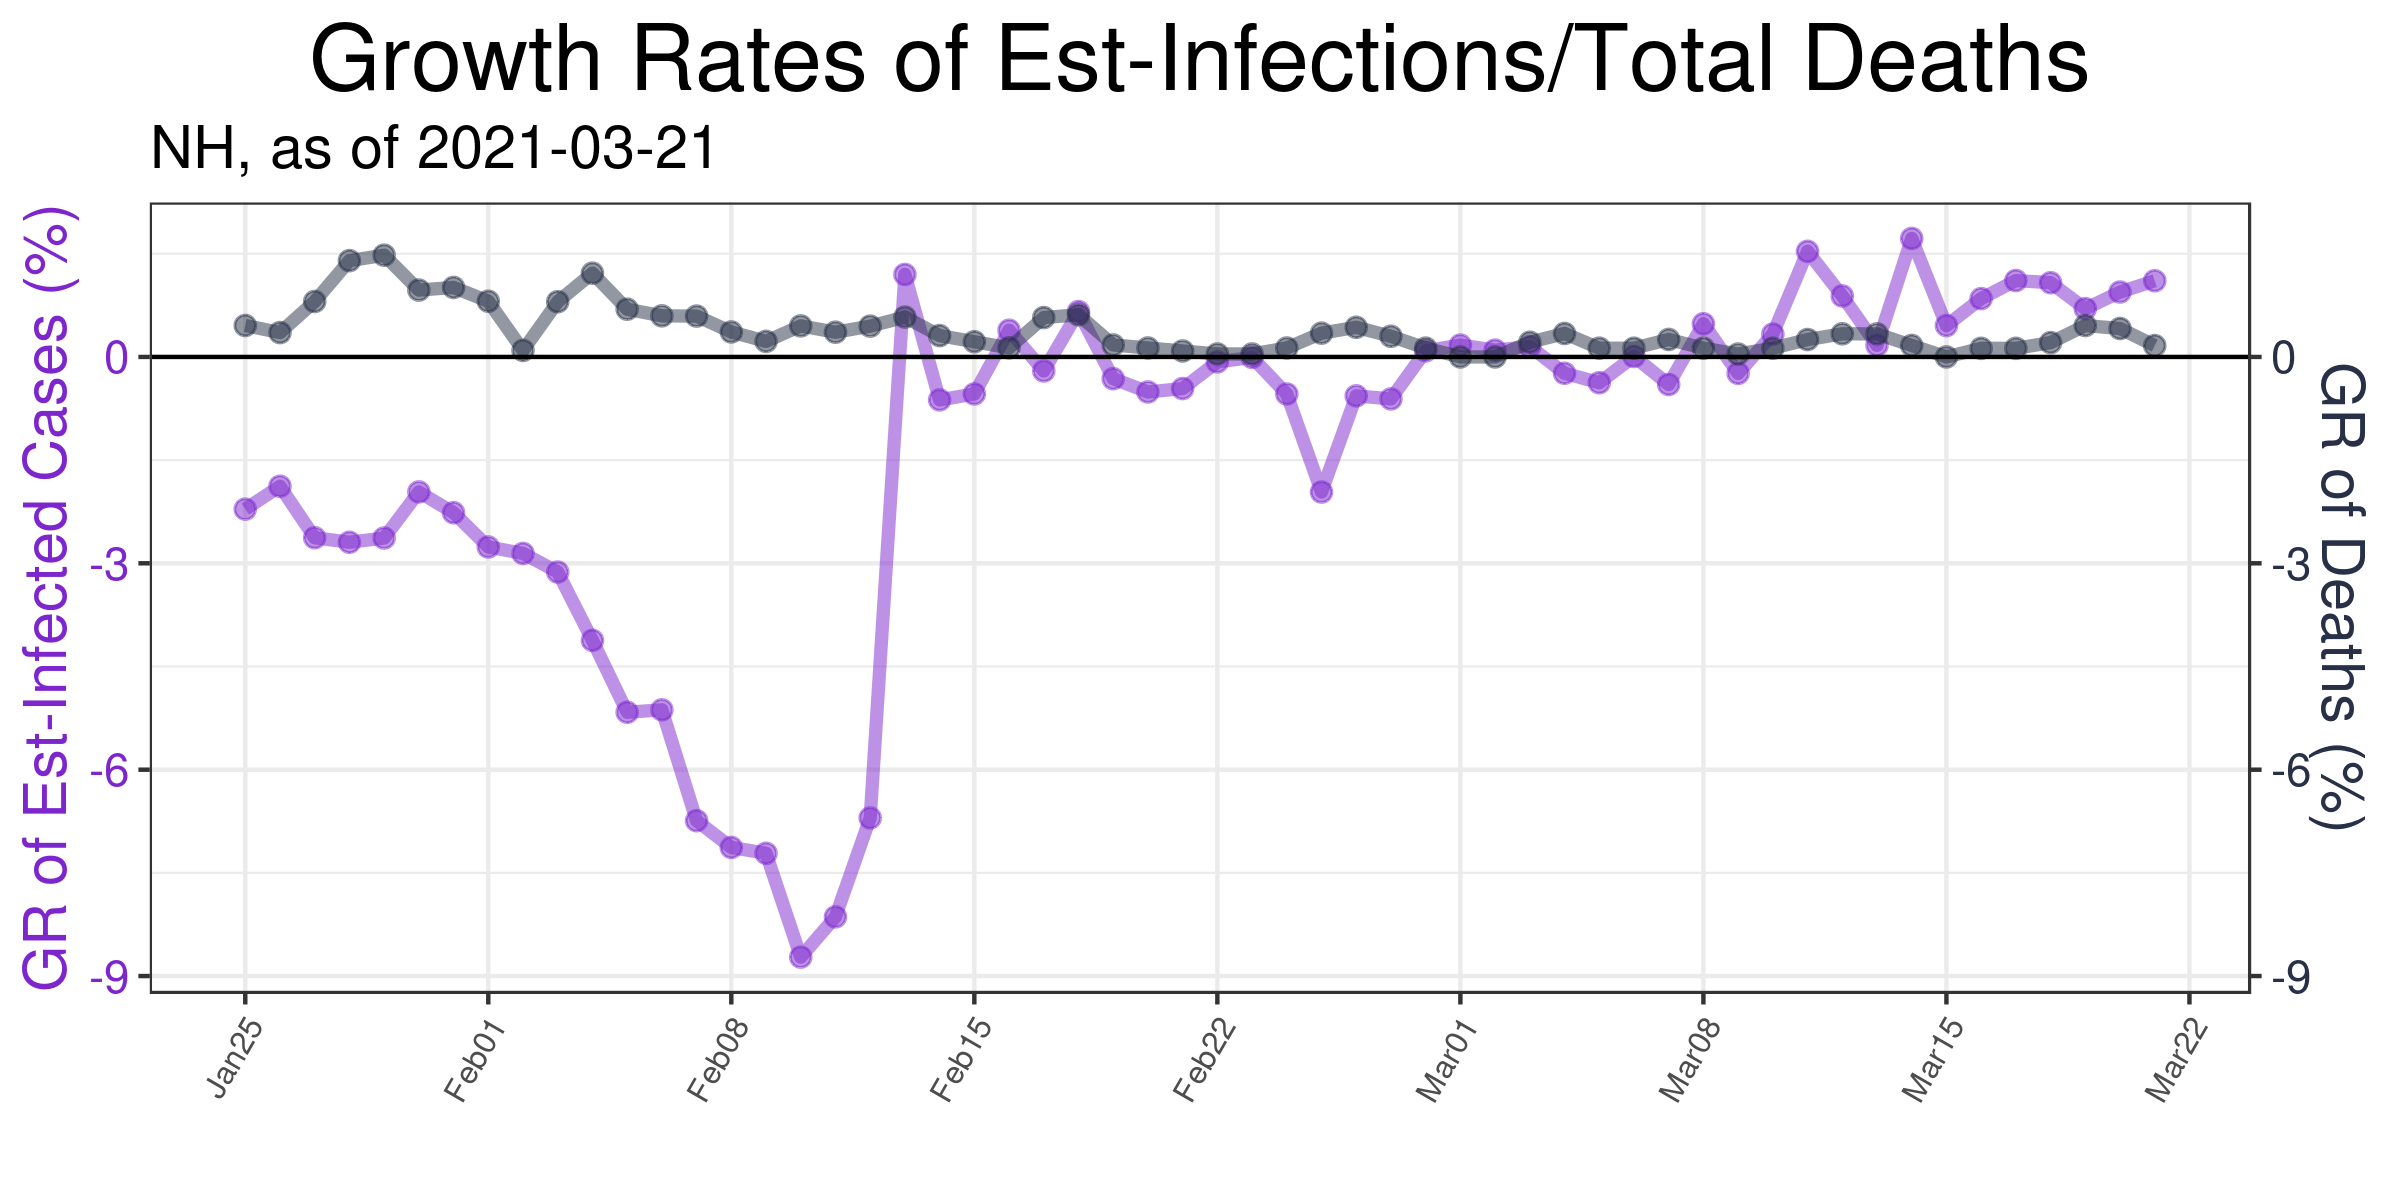 Growth Rates of Est-Infections/Total Deaths
NH, as of 2021-03-21
GR of Est-Infected Cases (%)
0
-3
-6
-9
0
-3
-6
-9
GR of Deaths (%)
Jan25
Feb01
Feb08
Feb15
Feb22
Mar01
Mar08
Mar15
Mar22